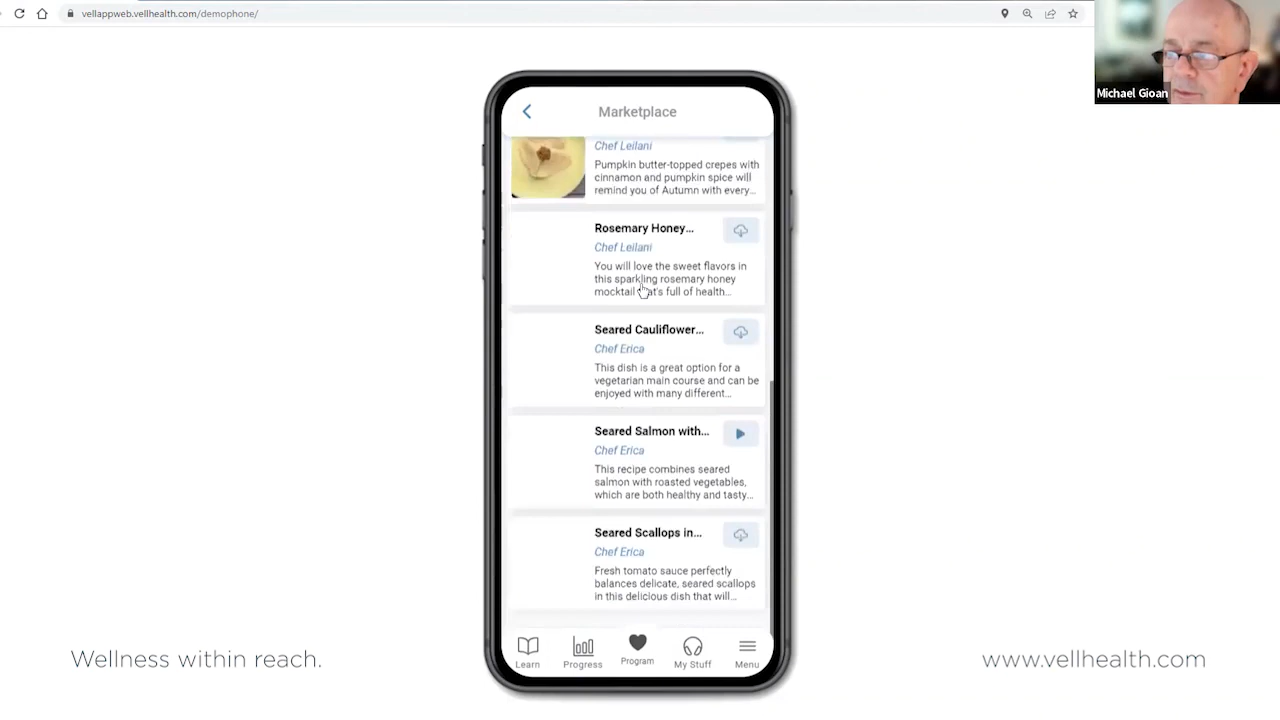 vellappweb.vellhealth.com/demophone/
Michael Gioan
Marketplace
Chef Leilani
Pumpkin butter-topped crepes with
cinnamon and pumpkin spice will
remind you of Autumn with every...
Rosemary Honey...
Chef Leilani
You will love the sweet flavors in
this sparkling rosemary honey
mocktail that's full of health...
Seared Cauliflower...
Chef Erica
This dish is a great option for a
vegetarian main course and can be
enjoyed with many different...
Seared Salmon with...
Chef Erica
This recipe combines seared
salmon with roasted vegetables,
which are both healthy and tasty...
Seared Scallops in...
Chef Erica
Fresh tomato sauce perfectly
balances delicate, seared scallops
in this delicious dish that will...
Learn
Progress
Program
My Stuff
Menu
Wellness within reach.
www.vellhealth.com